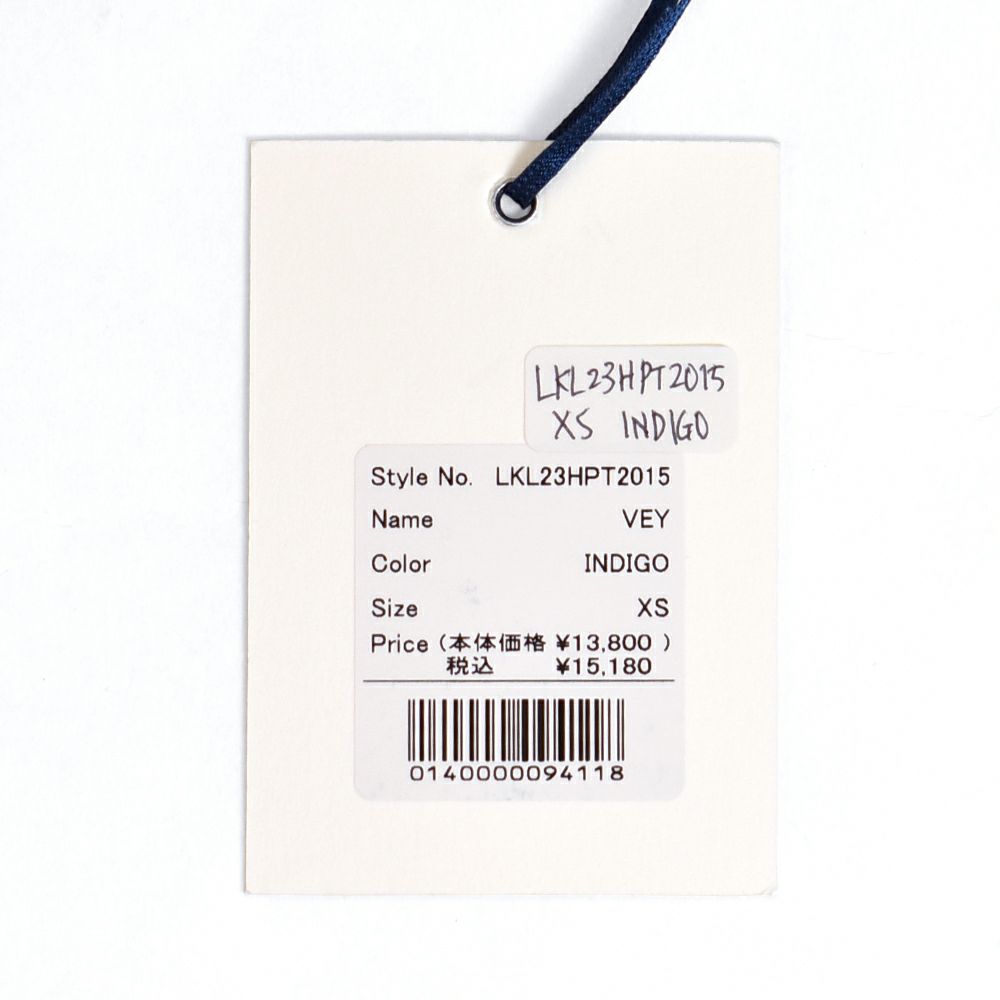 LKL23HPT2015
XS INDIGO
Style No. LKL23HPT2015
Name VEY
Color INDIGO
Size XS
Price (本体価格 ¥13,800 )
税込 ¥15,180
0140000094118